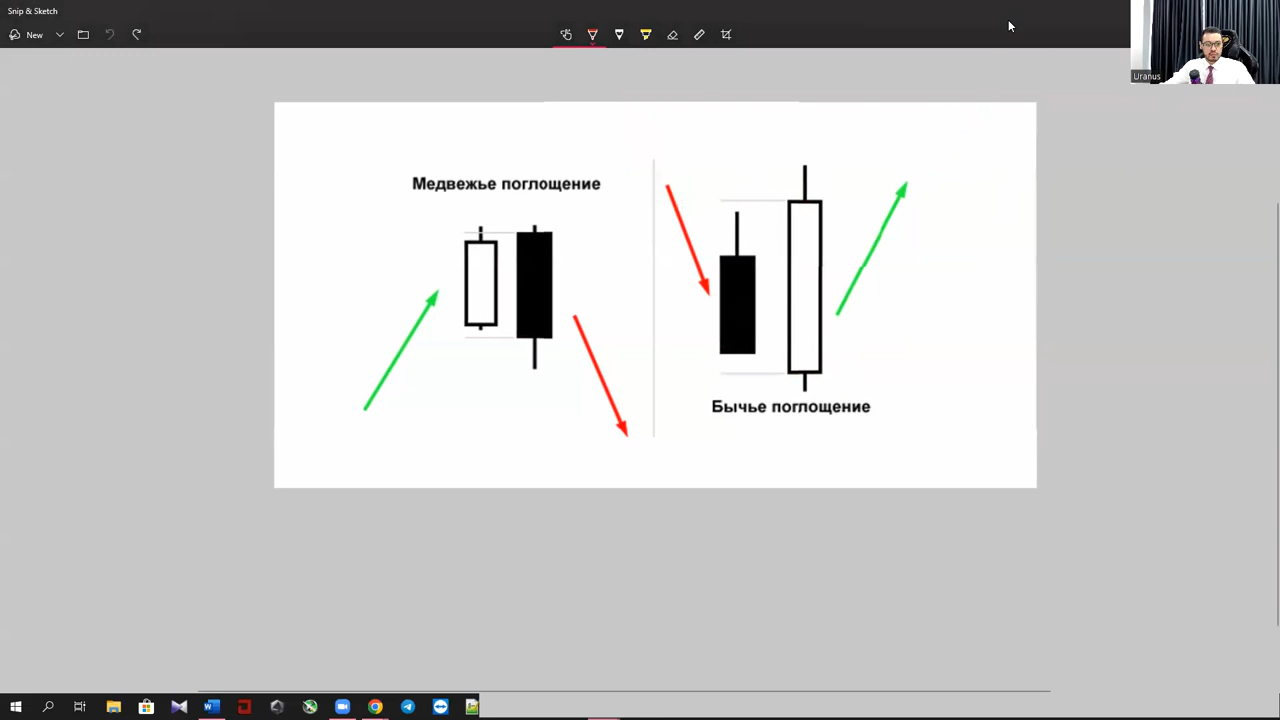 Snip & Sketch
New
Uranus
Медвежье поглощение
Бычье поглощение